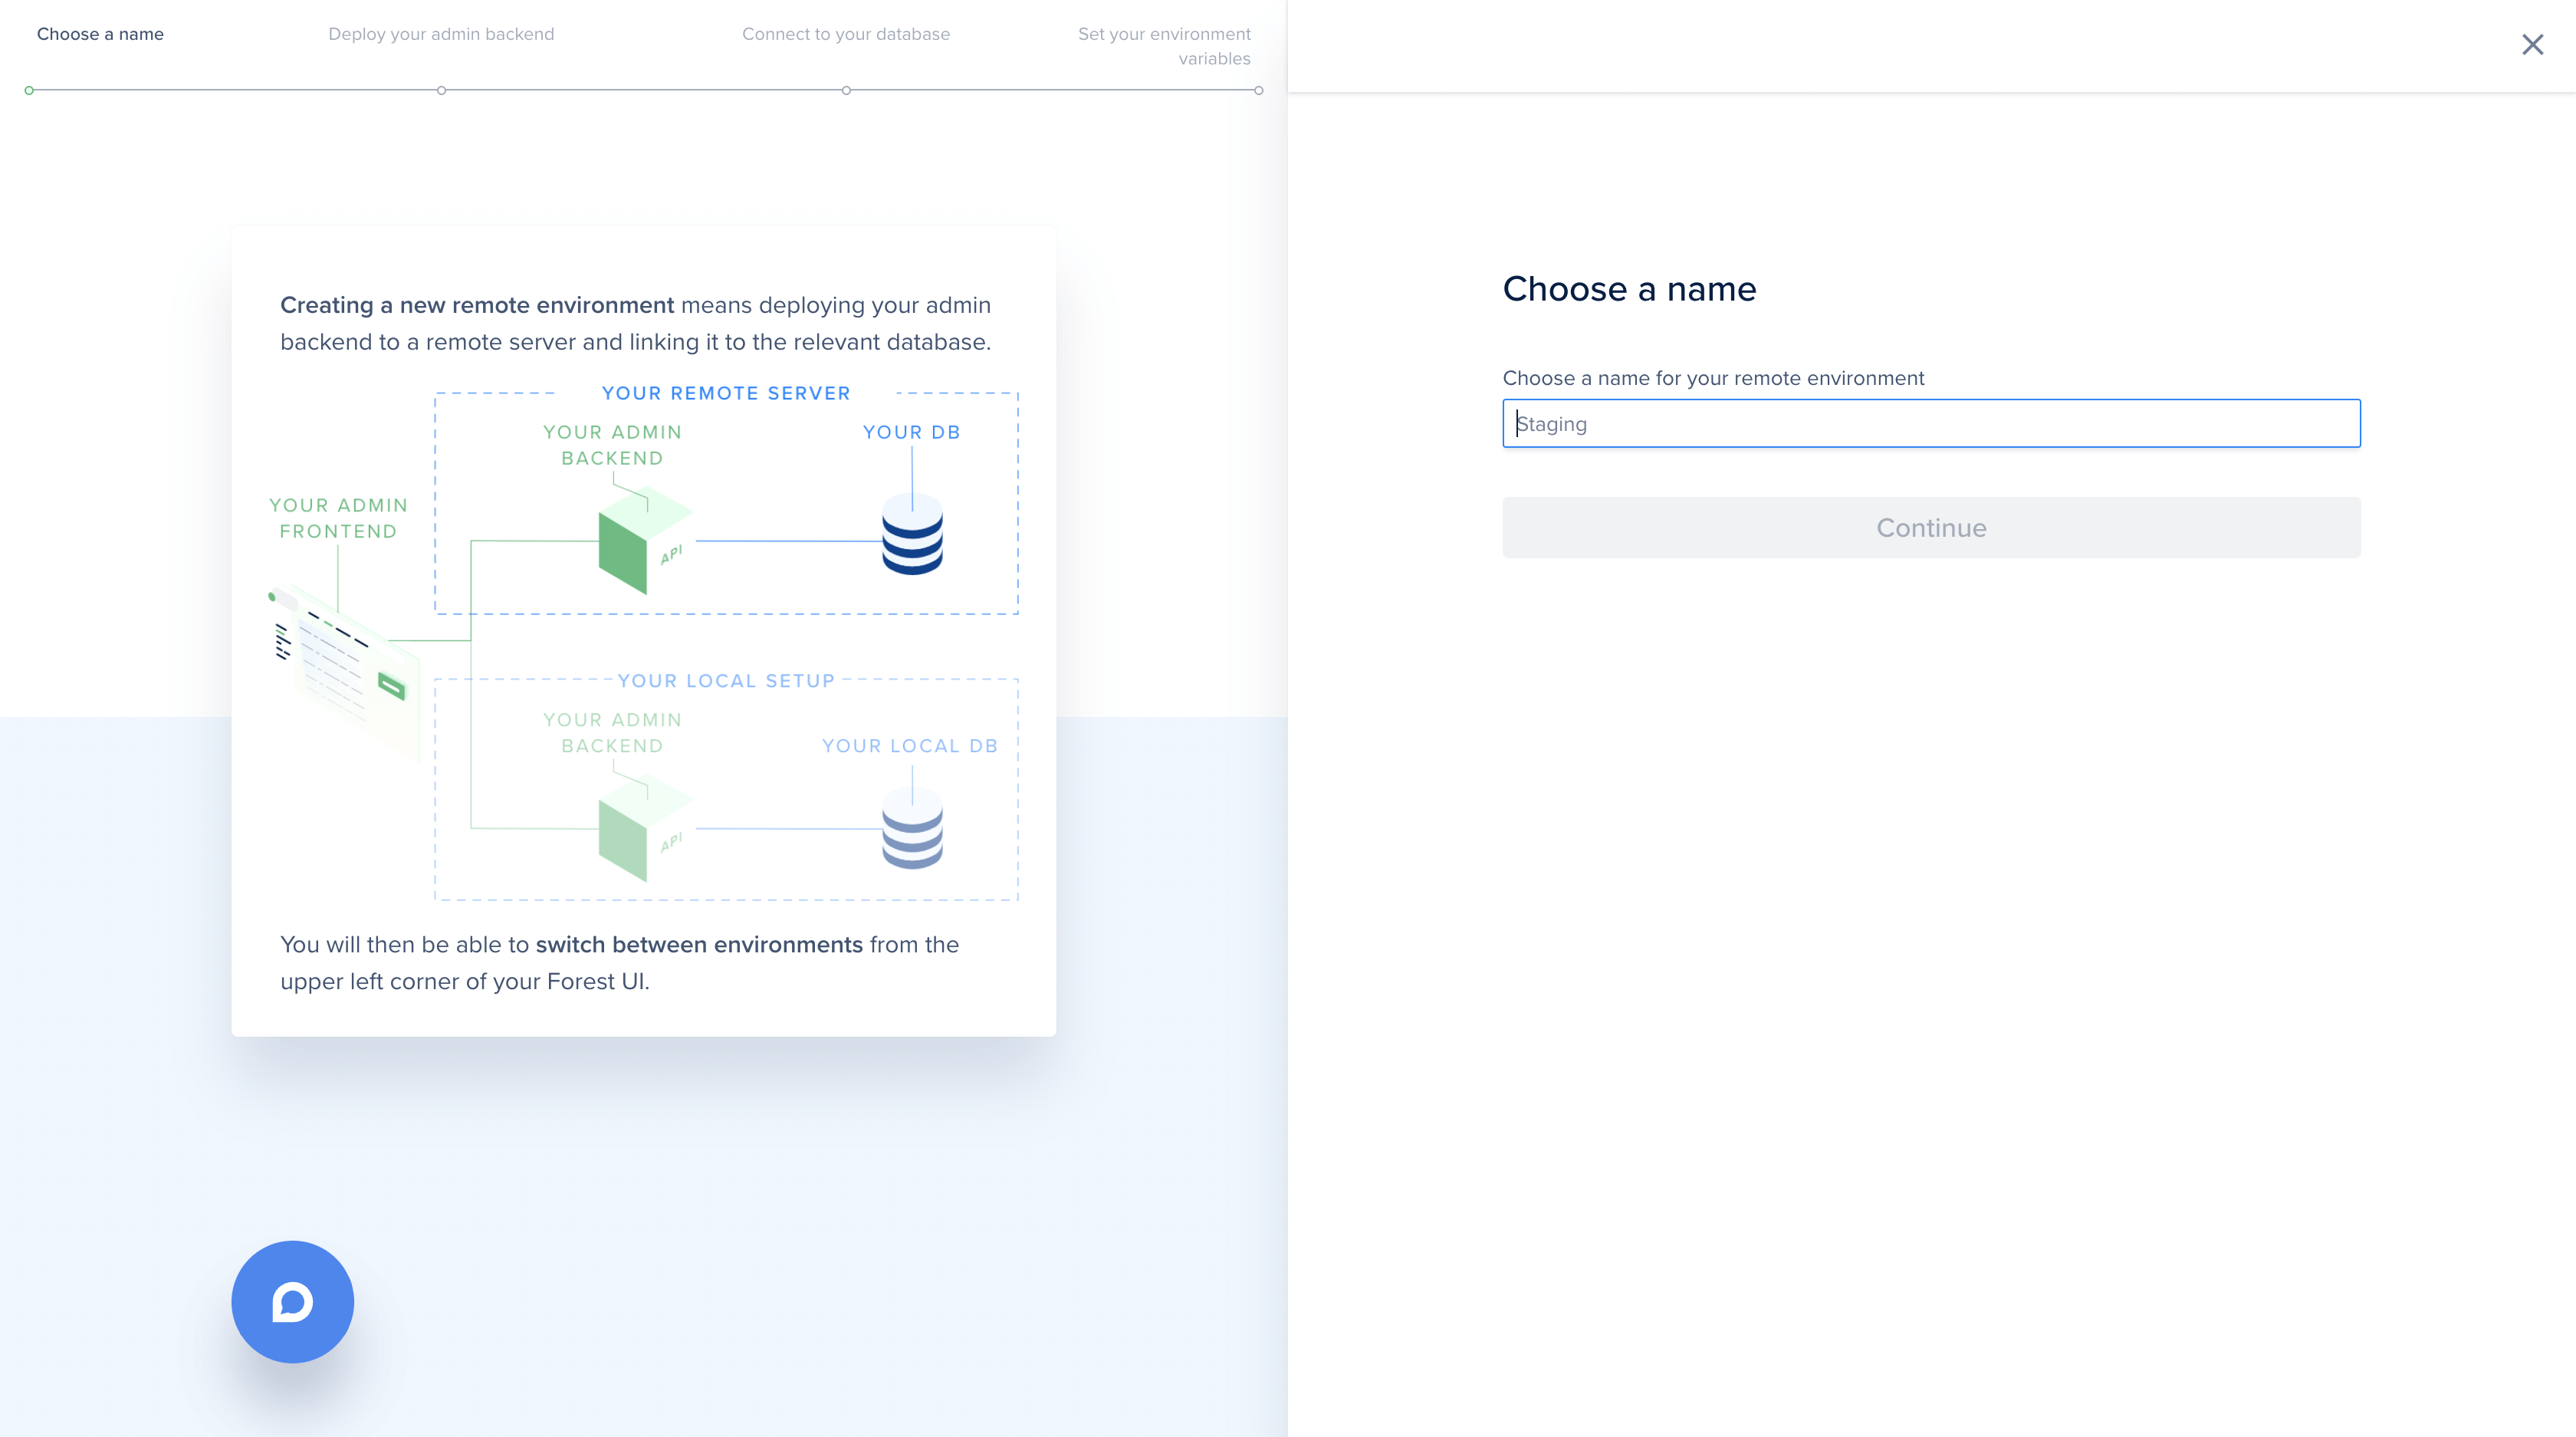 Choose a name
Deploy your admin backend
Connect to your database
Set your environment
variables
Creating a new remote environment means deploying your admin
backend to a remote server and linking it to the relevant database.
YOUR REMOTE SERVER
YOUR ADMIN
BACKEND
YOUR DB
API
YOUR ADMIN
FRONTEND
YOUR LOCAL SETUP
YOUR ADMIN
BACKEND
YOUR LOCAL DB
API
You will then be able to switch between environments from the
upper left corner of your Forest UI.
Choose a name
Choose a name for your remote environment
Staging
Continue